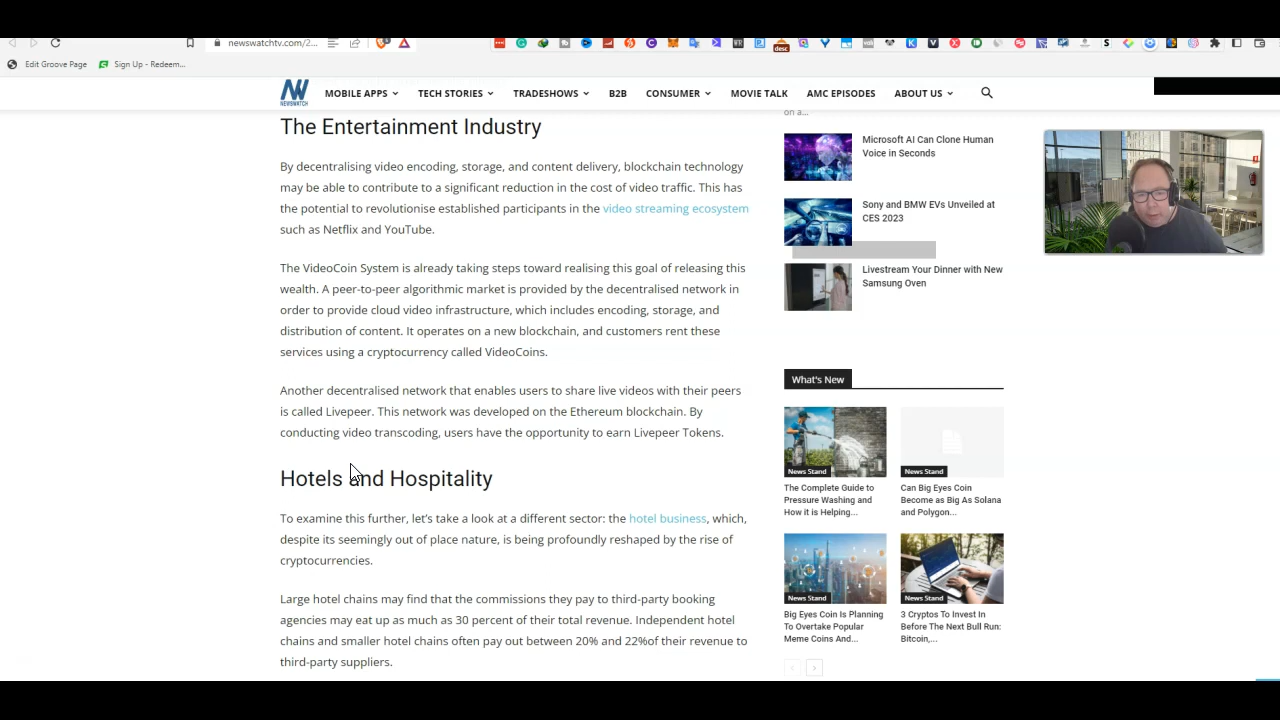 newswatchtv.com/2...
desc
Edit Groove Page
Sign Up - Redeem...
NEWSWATCH
MOBILE APPS
TECH STORIES
TRADESHOWS
B2B
CONSUMER
MOVIE TALK
AMC EPISODES
ABOUT US
The Entertainment Industry
By decentralising video encoding, storage, and content delivery, blockchain technology
may be able to contribute to a significant reduction in the cost of video traffic. This has
the potential to revolutionise established participants in the video streaming ecosystem
such as Netflix and YouTube.
The VideoCoin System is already taking steps toward realising this goal of releasing this
wealth. A peer-to-peer algorithmic market is provided by the decentralised network in
order to provide cloud video infrastructure, which includes encoding, storage, and
distribution of content. It operates on a new blockchain, and customers rent these
services using a cryptocurrency called VideoCoins.
Another decentralised network that enables users to share live videos with their peers
is called Livepeer. This network was developed on the Ethereum blockchain. By
conducting video transcoding, users have the opportunity to earn Livepeer Tokens.
Hotels and Hospitality
To examine this further, let's take a look at a different sector: the hotel business, which,
despite its seemingly out of place nature, is being profoundly reshaped by the rise of
cryptocurrencies.
Large hotel chains may find that the commissions they pay to third-party booking
agencies may eat up as much as 30 percent of their total revenue. Independent hotel
chains and smaller hotel chains often pay out between 20% and 22%of their revenue to
third-party suppliers.
on a...
Microsoft AI Can Clone Human
Voice in Seconds
Sony and BMW EVs Unveiled at
CES 2023
Livestream Your Dinner with New
Samsung Oven
What's New
News Stand
The Complete Guide to
Pressure Washing and
How it is Helping...
News Stand
Can Big Eyes Coin
Become as Big As Solana
and Polygon...
News Stand
Big Eyes Coin Is Planning
To Overtake Popular
Meme Coins And...
News Stand
3 Cryptos To Invest In
Before The Next Bull Run:
Bitcoin,...